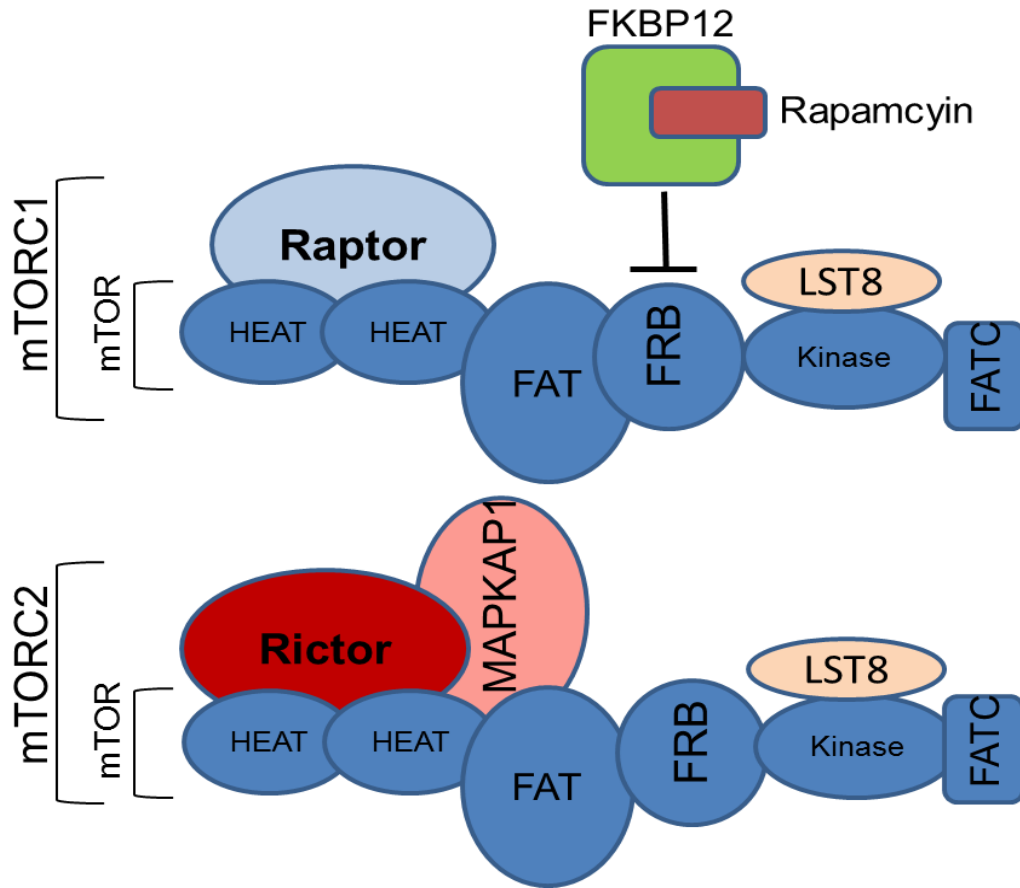 FKBP12
Rapamcyin
mTORC1
mTOR
Raptor
HEAT
HEAT
FAT
FRB
LST8
Kinase
FATC
mTORC2
mTOR
Rictor
MAPKAP1
HEAT
HEAT
FAT
FRB
LST8
Kinase
FATC